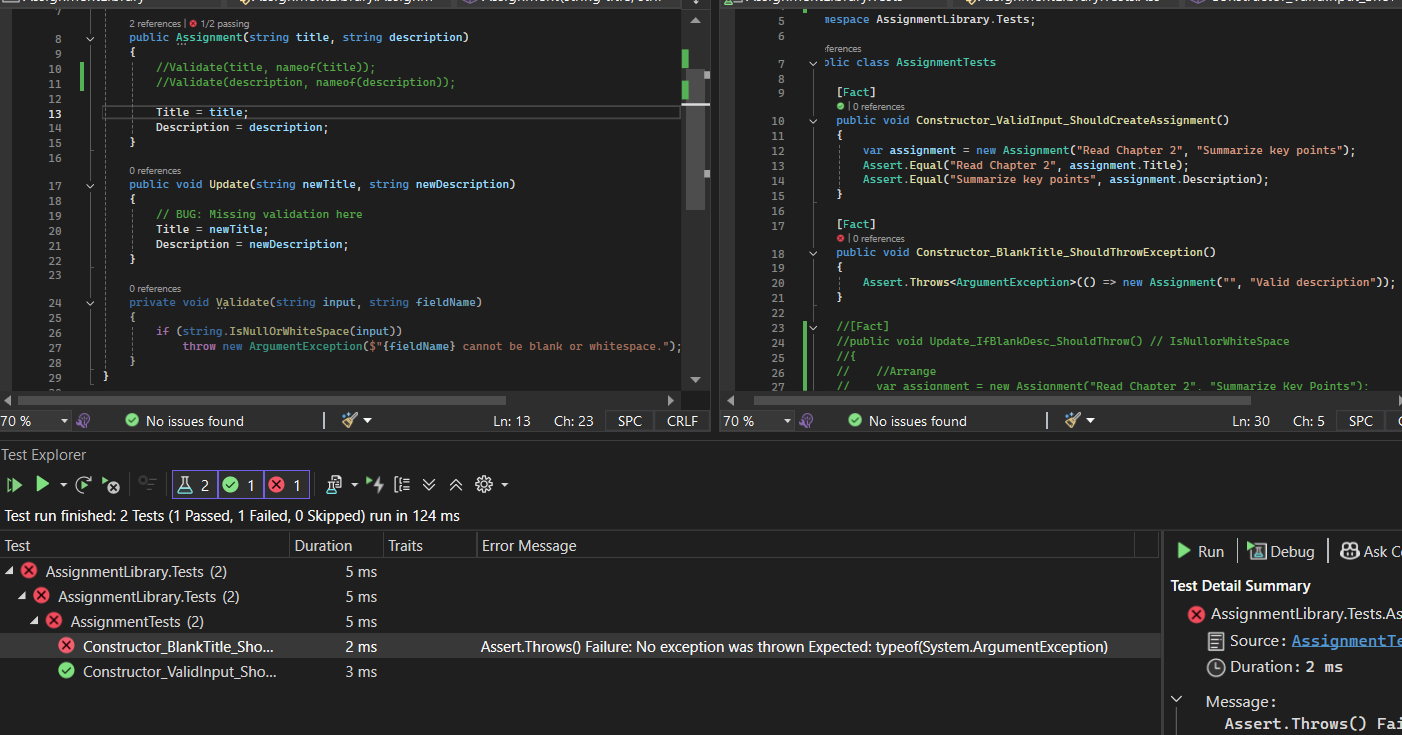 7
2 references | 1/2 passing
8 public Assignment(string title, string description)
9 {
10 //Validate(title, nameof(title));
11 //Validate(description, nameof(description));
12
13 Title = title;
14 Description = description;
15 }
16
0 references
17 public void Update(string newTitle, string newDescription)
18 {
19 // BUG: Missing validation here
20 Title = newTitle;
21 Description = newDescription;
22 }
23
0 references
24 private void Validate(string input, string fieldName)
25 {
26 if (string.IsNullOrWhiteSpace(input))
27 throw new ArgumentException($"{fieldName} cannot be blank or whitespace.");
28 }
29 }
70 % No issues found Ln: 13 Ch: 23 SPC CRLF
5 mespace AssignmentLibrary.Tests;
6
ferences
7 blic class AssignmentTests
8
9 [Fact]
0 references
10 public void Constructor_ValidInput_ShouldCreateAssignment()
11 {
12 var assignment = new Assignment("Read Chapter 2", "Summarize key points");
13 Assert.Equal("Read Chapter 2", assignment.Title);
14 Assert.Equal("Summarize key points", assignment.Description);
15 }
16
17 [Fact]
0 references
18 public void Constructor_BlankTitle_ShouldThrowException()
19 {
20 Assert.Throws<ArgumentException>(() => new Assignment("", "Valid description"));
21 }
22
23 //[Fact]
24 //public void Update_IfBlankDesc_ShouldThrow() // IsNullorWhiteSpace
25 //{
26 // //Arrange
27 // var assignment = new Assignment("Read Chapter 2", "Summarize Key Points");
70 % No issues found Ln: 30 Ch: 5 SPC
Test Explorer
2 1 1
Test run finished: 2 Tests (1 Passed, 1 Failed, 0 Skipped) run in 124 ms
Test Duration Traits Error Message
AssignmentLibrary.Tests (2) 5 ms
AssignmentLibrary.Tests (2) 5 ms
AssignmentTests (2) 5 ms
Constructor_BlankTitle_Sho... 2 ms Assert.Throws() Failure: No exception was thrown Expected: typeof(System.ArgumentException)
Constructor_ValidInput_Sho... 3 ms
Run Debug Ask Co
Test Detail Summary
AssignmentLibrary.Tests.As
Source: AssignmentTe
Duration: 2 ms
Message:
Assert.Throws() Fai